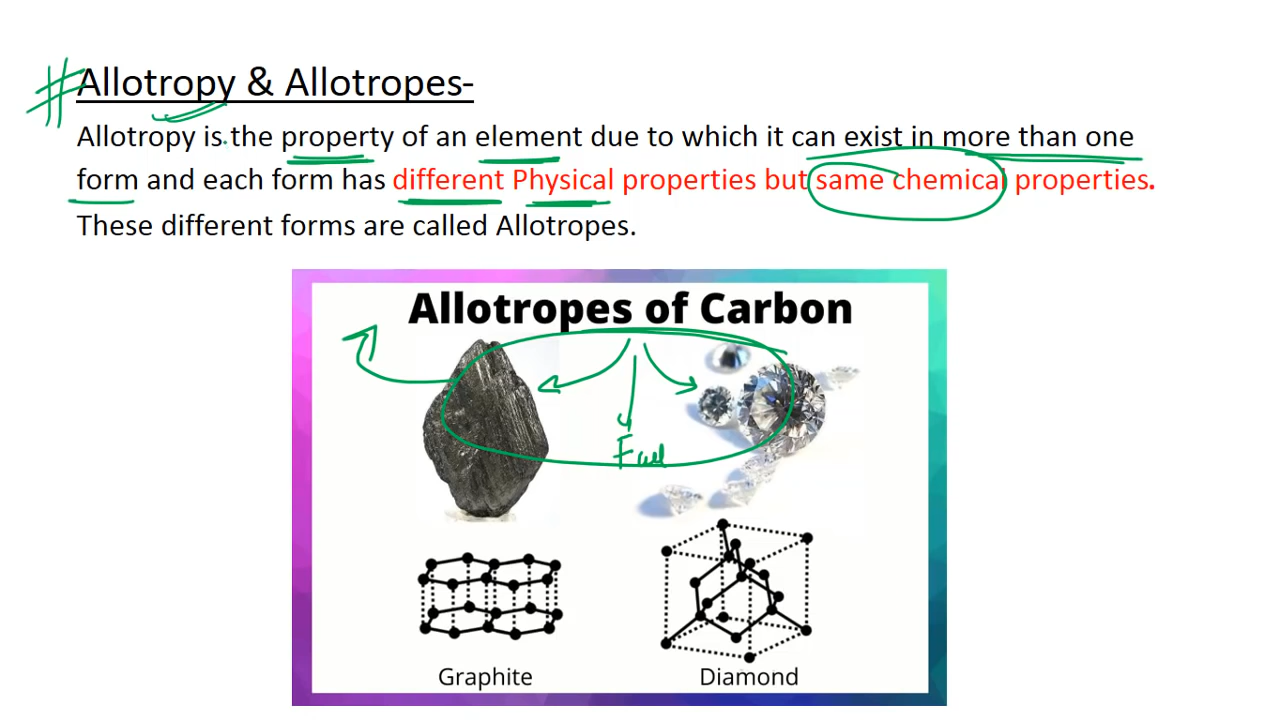 Allotropy & Allotropes-
Allotropy is the property of an element due to which it can exist in more than one
form and each form has different Physical properties but same chemical properties.
These different forms are called Allotropes.
Allotropes of Carbon
Graphite
Diamond